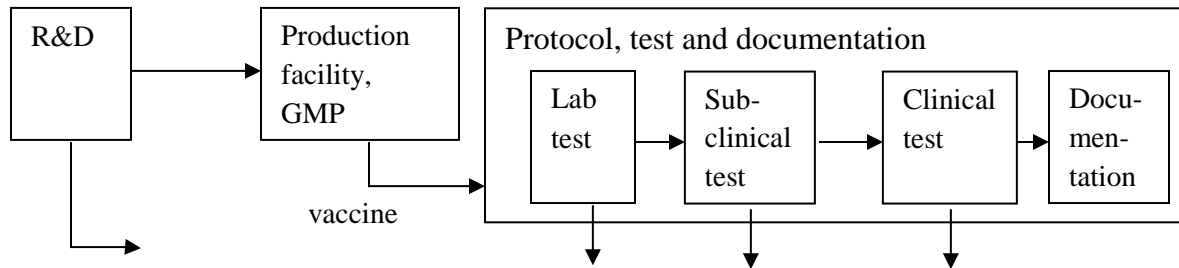 R&D
Production
facility,
GMP
vaccine
Protocol, test and documentation
Lab
test
Sub-
clinical
test
Clinical
test
Docu-
men-
tation